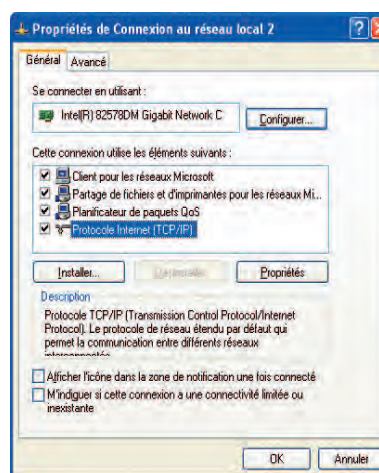 Propriétés de Connexion au réseau local 2
Général
Avancé
Se connecter en utilisant :
Intel(R) 82578DM Gigabit Network C
Configurer...
Cette connexion utilise les éléments suivants :
Client pour les réseaux Microsoft
Partage de fichiers et d'imprimantes pour les réseaux Mi...
Planificateur de paquets QoS
Protocole Internet (TCP/IP)
Installer...
Désinstaller
Propriétés
Description
Protocole TCP/IP (Transmission Control Protocol/Internet
Protocol). Le protocole de réseau étendu par défaut qui
permet la communication entre différents réseaux
interconnectés
Afficher l'icône dans la zone de notification une fois connecté
M'indiquer si cette connexion a une connectivité limitée ou
inexistante
OK
Annuler